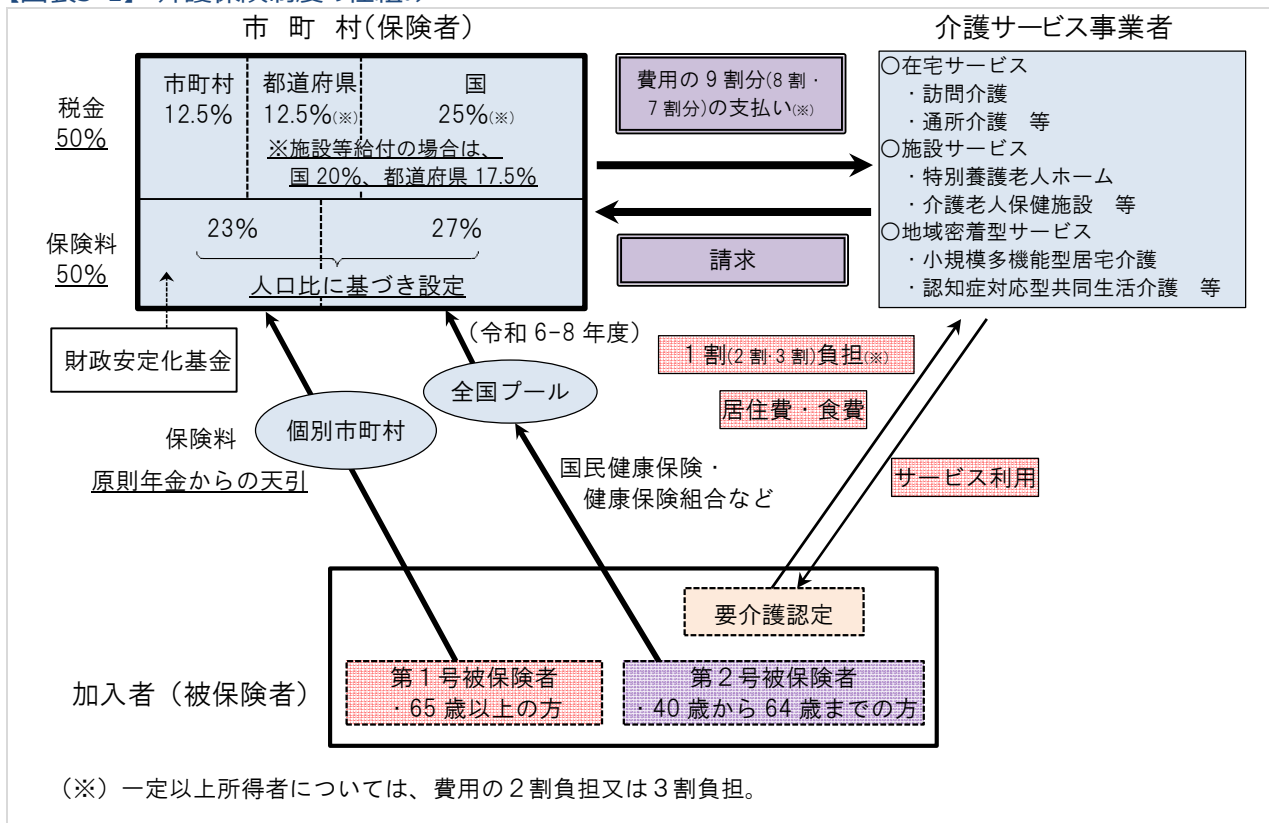 市 町 村(保険者)
介護サービス事業者
税金
50%
市町村
12.5%
都道府県
12.5%(※)
国
25%(※)
※施設等給付の場合は、
国 20%、都道府県 17.5%
保険料
50%
23%
27%
人口比に基づき設定
費用の 9 割分(8 割・
7 割分)の支払い(※)
請求
○在宅サービス
・訪問介護
・通所介護 等
○施設サービス
・特別養護老人ホーム
・介護老人保健施設 等
○地域密着型サービス
・小規模多機能型居宅介護
・認知症対応型共同生活介護 等
財政安定化基金
(令和 6-8 年度)
全国プール
個別市町村
保険料
原則年金からの天引
国民健康保険・
健康保険組合など
1 割(2 割・3 割)負担(※)
居住費・食費
サービス利用
要介護認定
加入者(被保険者)
第1号被保険者
・65 歳以上の方
第2号被保険者
・40 歳から 64 歳までの方
(※)一定以上所得者については、費用の2割負担又は3割負担。